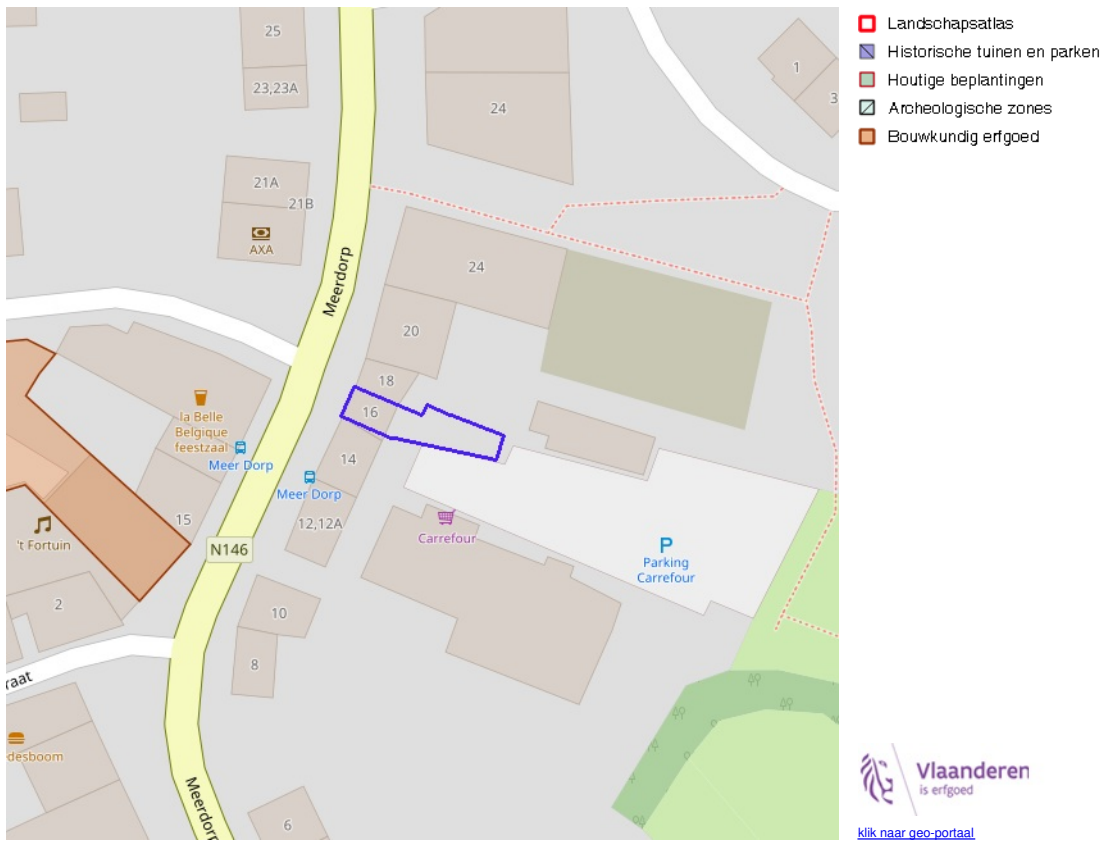 25
23,23A
24
1
3
21A
21B
AXA
Meerdorp
24
20
18
16
la Belle
Belgique
feestzaal
Meer Dorp
14
Meer Dorp
12,12A
15
't Fortuin
N146
Carrefour
P
Parking
Carrefour
2
10
8
raat
desboom
Meerdorp
6
Landschapsatlas
Historische tuinen en parken
Houtige beplantingen
Archeologische zones
Bouwkundig erfgoed
Vlaanderen
is erfgoed
klik naar geo-portaal